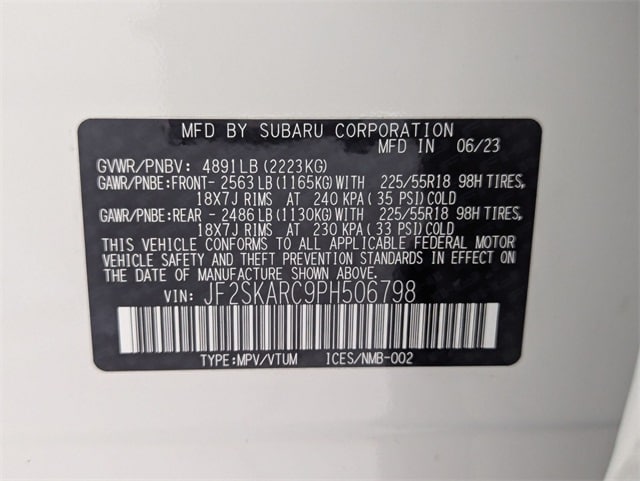 MFD BY SUBARU CORPORATION
MFD IN 06/23
GVWR/PNBV: 4891LB (2223KG)
GAWR/PNBE:FRONT- 2563 LB (1165KG) WITH 225/55R18 98H TIRES,
18X7J RIMS AT 240 KPA ( 35 PSI) COLD
GAWR/PNBE:REAR - 2486 LB (1130KG) WITH 225/55R18 98H TIRES,
18X7J RIMS AT 230 KPA ( 33 PSI) COLD
THIS VEHICLE CONFORMS TO ALL APPLICABLE FEDERAL MOTOR
VEHICLE SAFETY AND THEFT PREVENTION STANDARDS IN EFFECT ON
THE DATE OF MANUFACTURE SHOWN ABOVE.
VIN: JF2SKARC9PH506798
TYPE:MPV/VTUM ICES/NMB-002